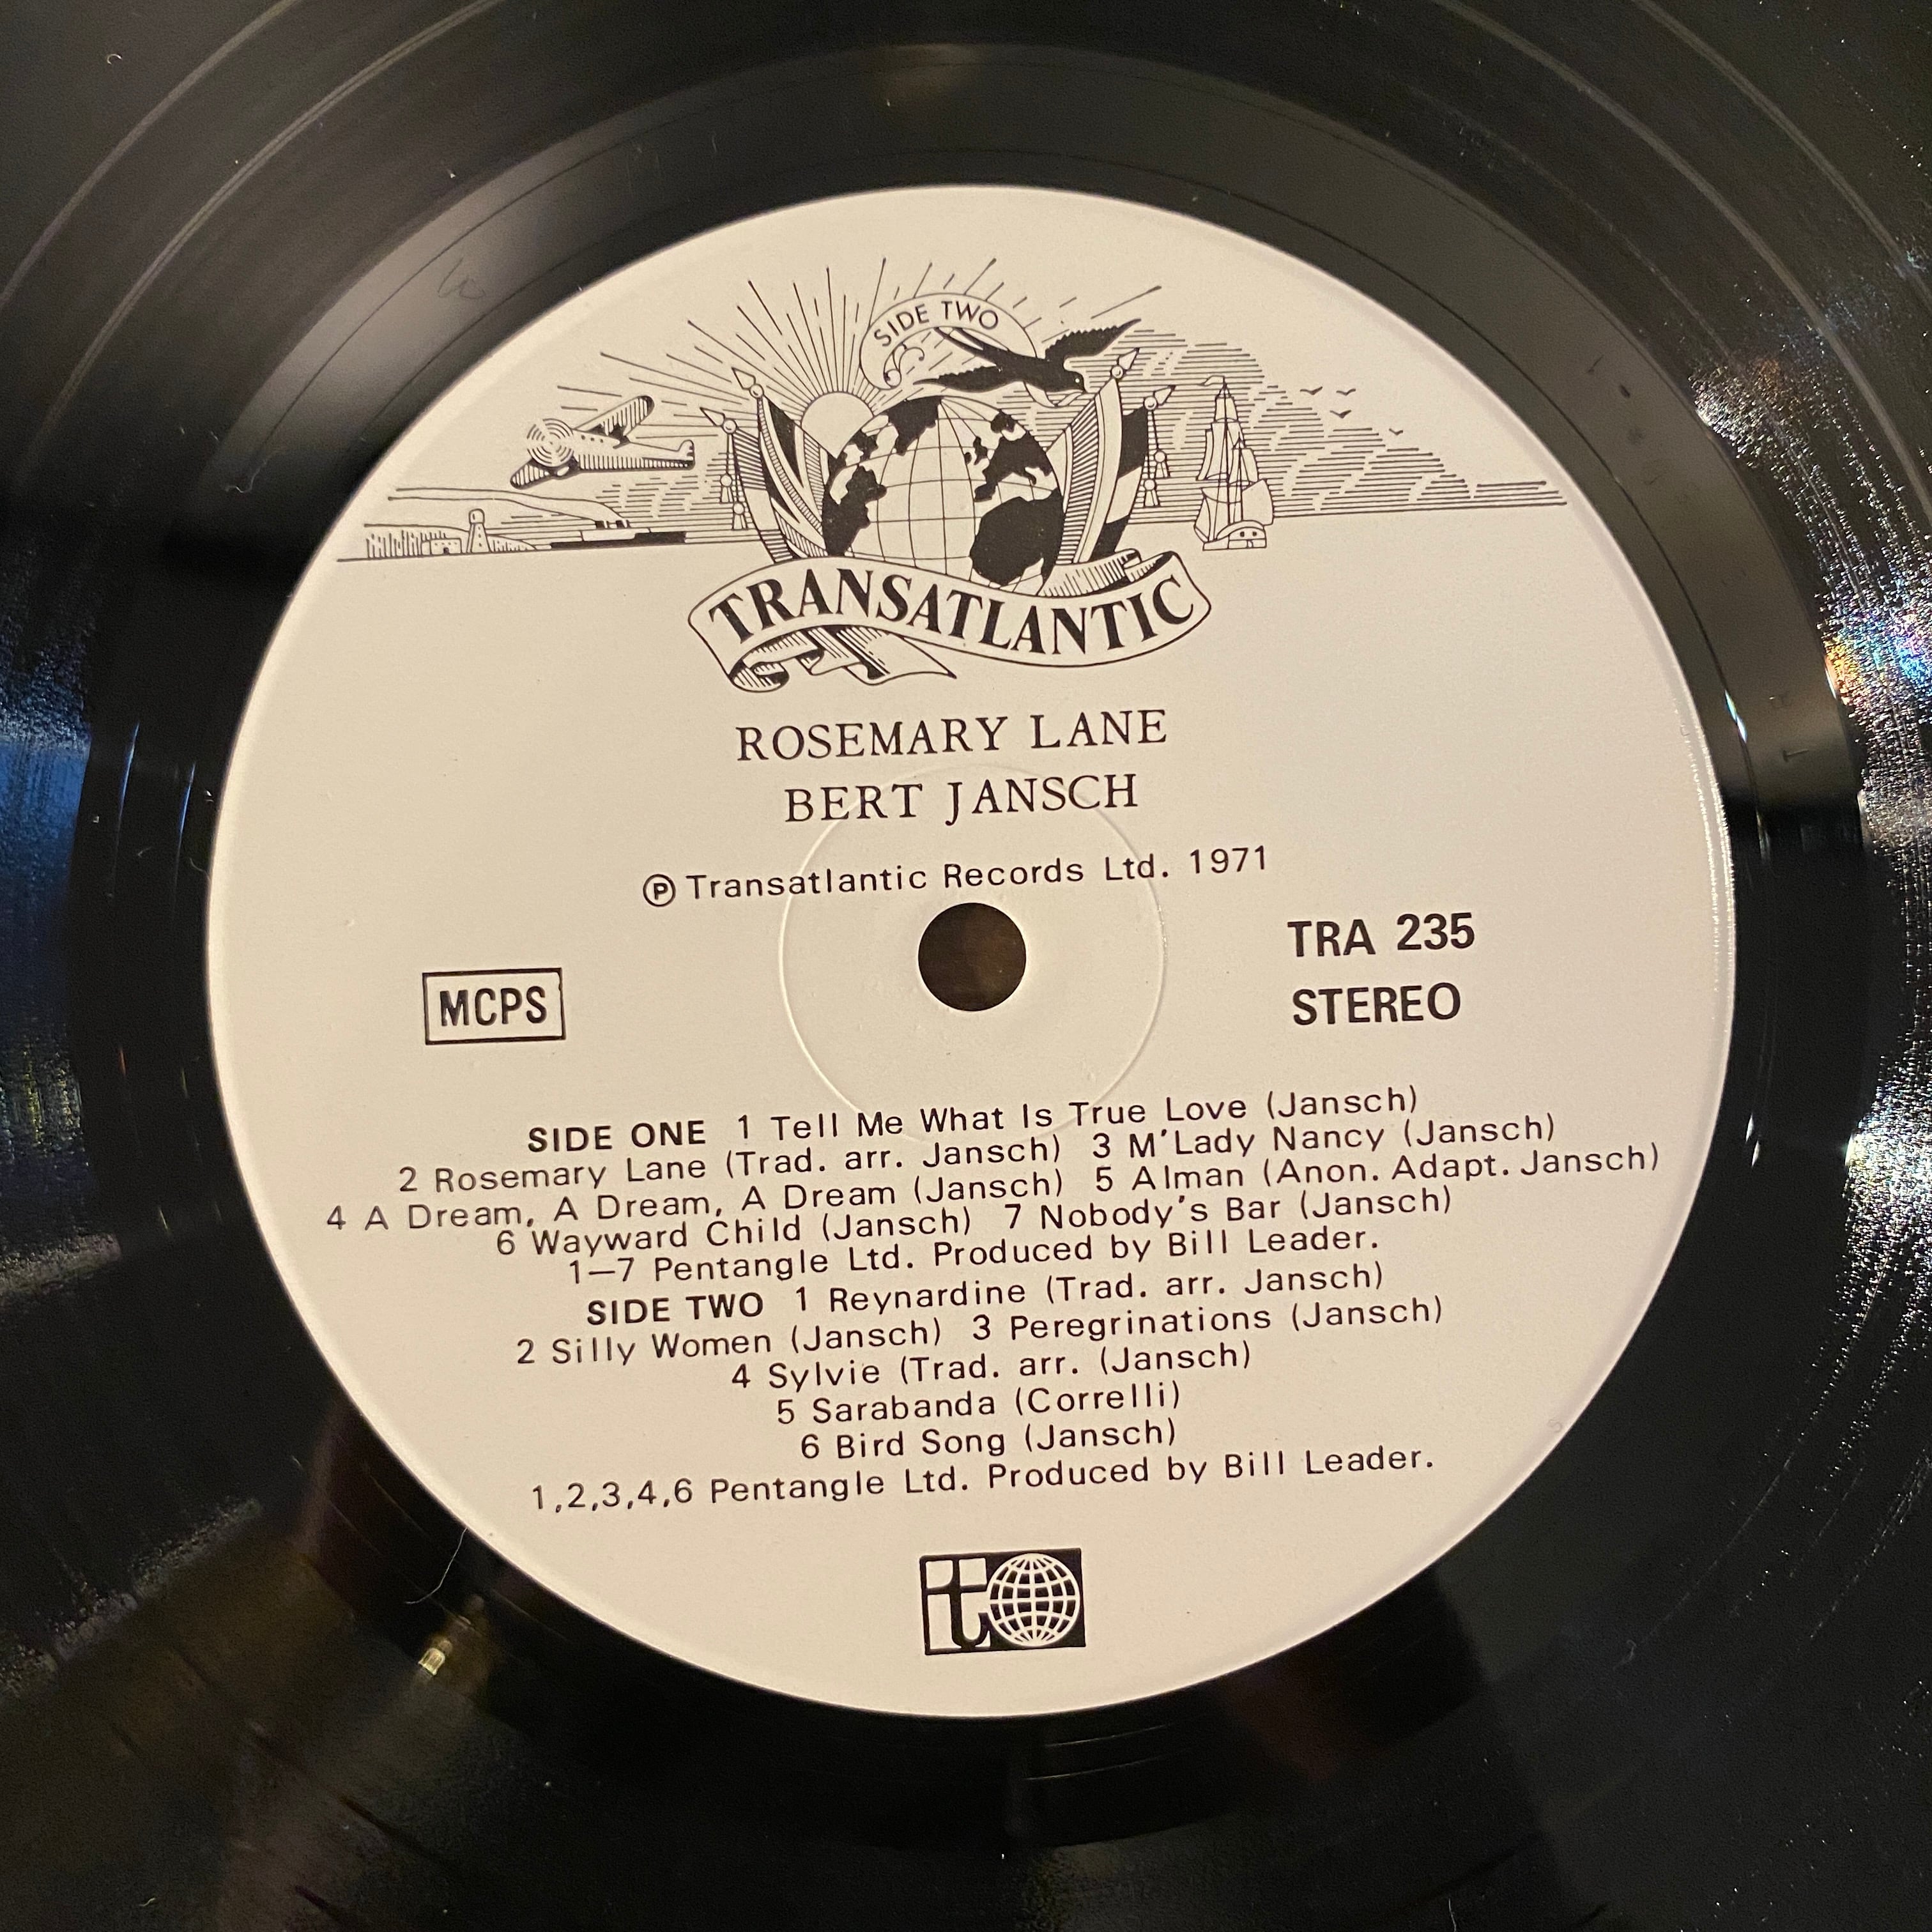 SIDE TWO
TRANSATLANTIC
ROSEMARY LANE
BERT JANSCH
Ⓟ Transatlantic Records Ltd. 1971
TRA 235
MCPS
STEREO
SIDE ONE 1 Tell Me What Is True Love (Jansch)
2 Rosemary Lane (Trad. arr. Jansch) 3 M'Lady Nancy (Jansch)
4 A Dream, A Dream, A Dream (Jansch) 5 Alman (Anon. Adapt. Jansch)
6 Wayward Child (Jansch) 7 Nobody's Bar (Jansch)
1—7 Pentangle Ltd. Produced by Bill Leader.
SIDE TWO 1 Reynardine (Trad. arr. Jansch)
2 Silly Women (Jansch) 3 Peregrinations (Jansch)
4 Sylvie (Trad. arr. (Jansch)
5 Sarabanda (Correlli)
6 Bird Song (Jansch)
1,2,3,4,6 Pentangle Ltd. Produced by Bill Leader.
it